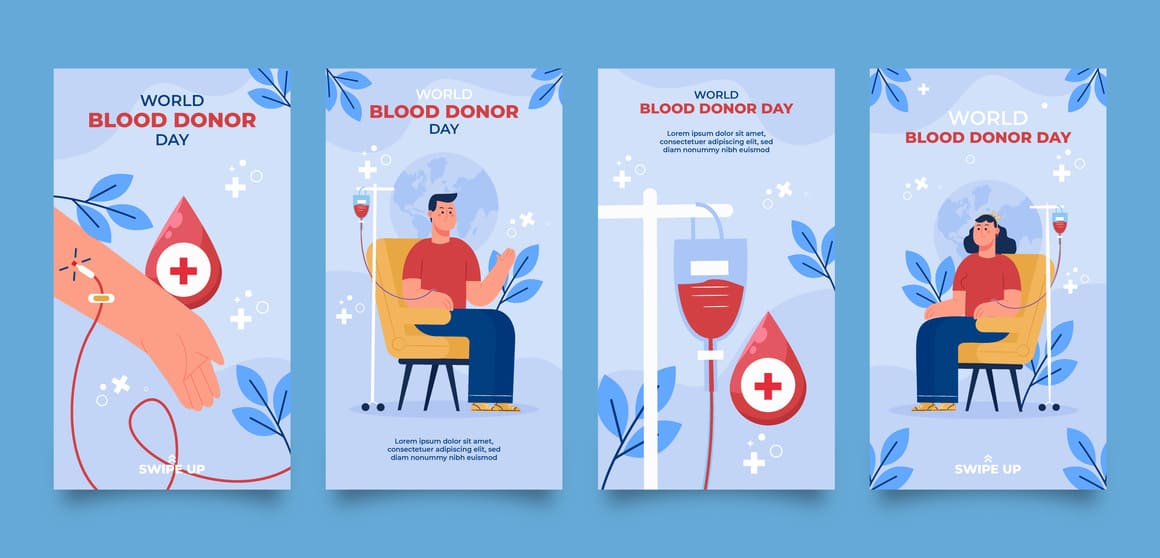 WORLD
BLOOD DONOR
DAY
SWIPE UP
WORLD
BLOOD DONOR
DAY
Lorem ipsum dolor sit amet,
consectetuer adipiscing elit, sed
diam nonummy nibh euismod
WORLD
BLOOD DONOR DAY
Lorem ipsum dolor sit amet,
consectetuer adipiscing elit, sed
diam nonummy nibh euismod
WORLD
BLOOD DONOR DAY
SWIPE UP